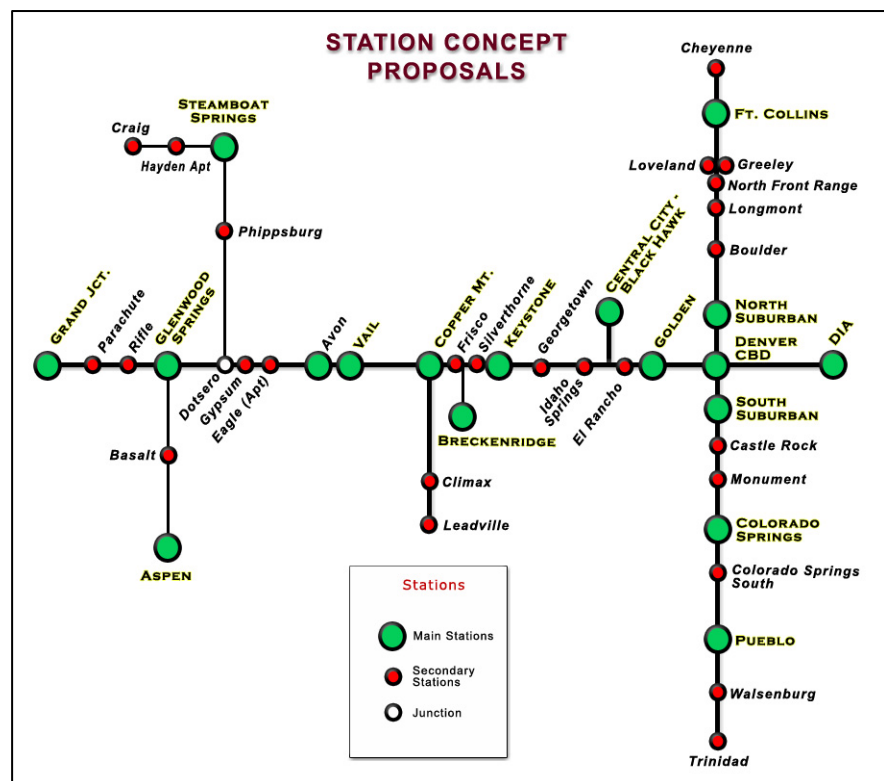 STATION CONCEPT
PROPOSALS
Cheyenne
STEAMBOAT
SPRINGS
FT. COLLINS
Craig
Hayden Apt
Loveland
Greeley
North Front Range
Longmont
Phippsburg
Boulder
CENTRAL CITY -
BLACK HAWK
GRAND JCT.
Parachute
Rifle
GLENWOOD
SPRINGS
Avon
VAIL
COPPER MT.
Frisco
Silverthorne
KEYSTONE
Georgetown
GOLDEN
NORTH
SUBURBAN
DENVER
CBD
DIA
Dotsero
Gypsum
Eagle (Apt)
Idaho
Springs
El Rancho
SOUTH
SUBURBAN
BRECKENRIDGE
Basalt
Castle Rock
Climax
Monument
Leadville
COLORADO
SPRINGS
ASPEN
Colorado Springs
South
Stations
Main Stations
Secondary
Stations
Junction
PUEBLO
Walsenburg
Trinidad